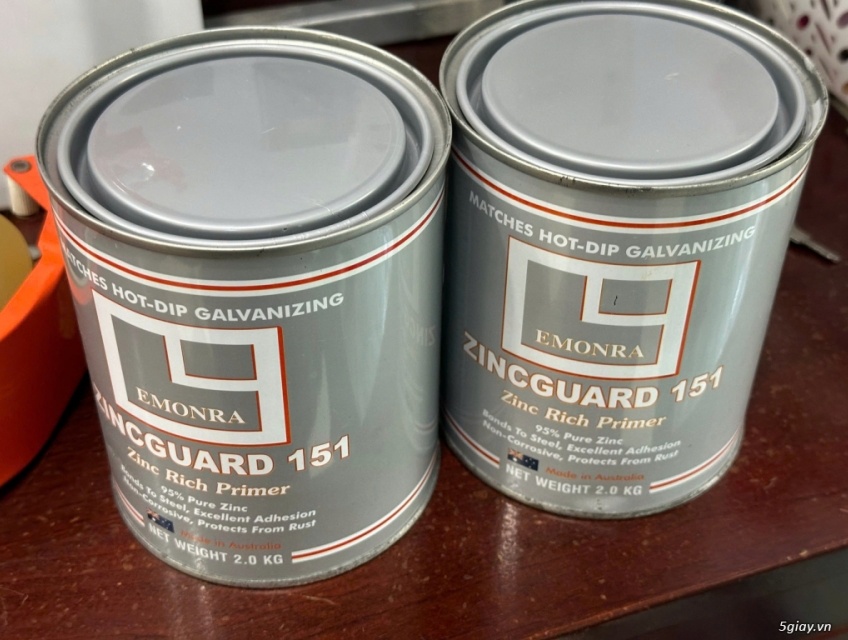 MATCHES HOT-DIP GALVANIZING
EMONRA
ZINCGUARD 151
Zinc Rich Primer
95% Pure Zinc
Bonds To Steel, Excellent Adhesion
Non-Corrosive, Protects From Rust
Made in Australia
NET WEIGHT 2.0 KG
MATCHES HOT-DIP GALVANIZING
EMONRA
ZINCGUARD 151
Zinc Rich Primer
95% Pure Zinc
Bonds To Steel, Excellent Adhesion
Non-Corrosive, Protects From Rust
Made in Australia
NET WEIGHT 2.0 KG
5giay.vn